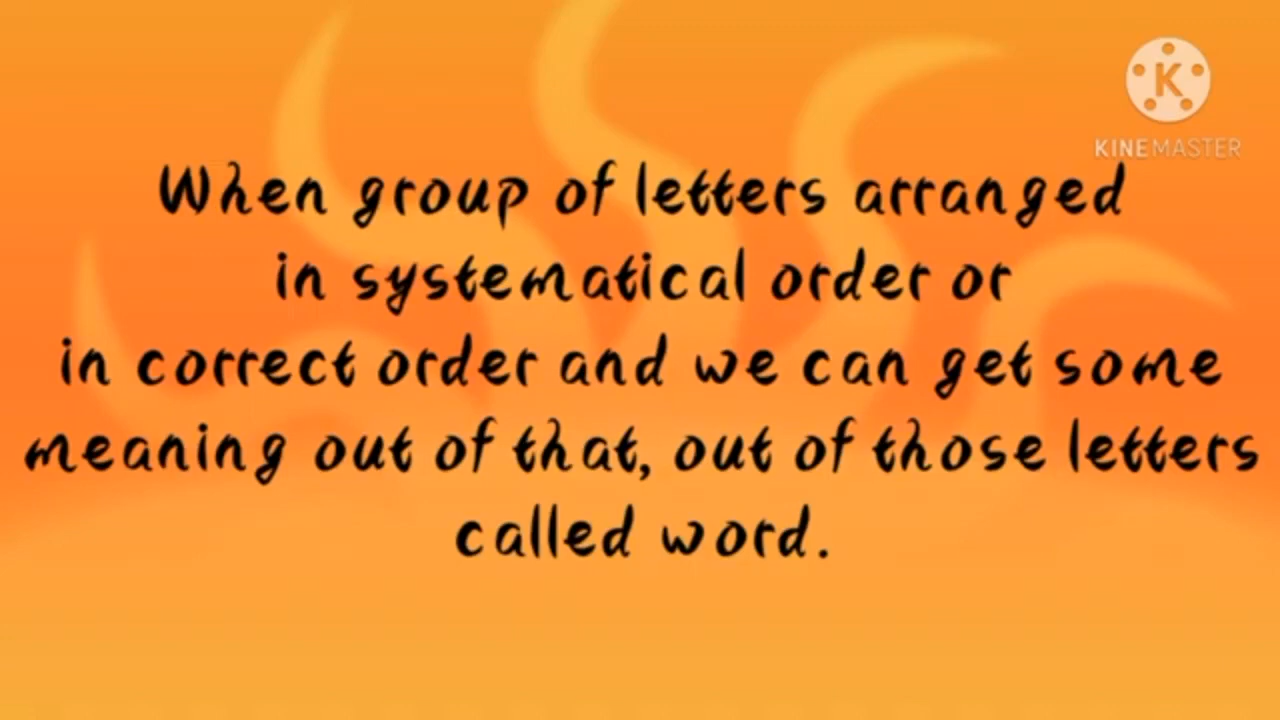 K
KINEMASTER
When group of letters arranged
in systematical order or
in correct order and we can get some
meaning out of that, out of those letters
called word.